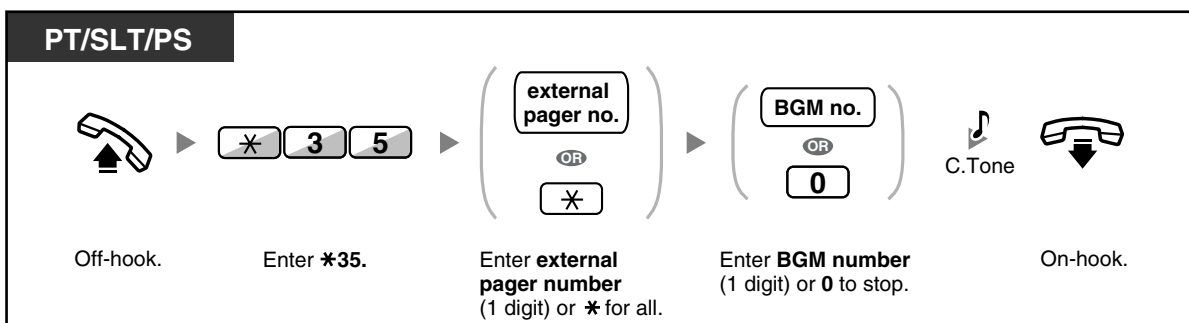 PT/SLT/PS
external
pager no.
OR
*
BGM no.
OR
0
* 3 5
C.Tone
Off-hook.
Enter *35.
Enter external
pager number
(1 digit) or * for all.
Enter BGM number
(1 digit) or 0 to stop.
On-hook.